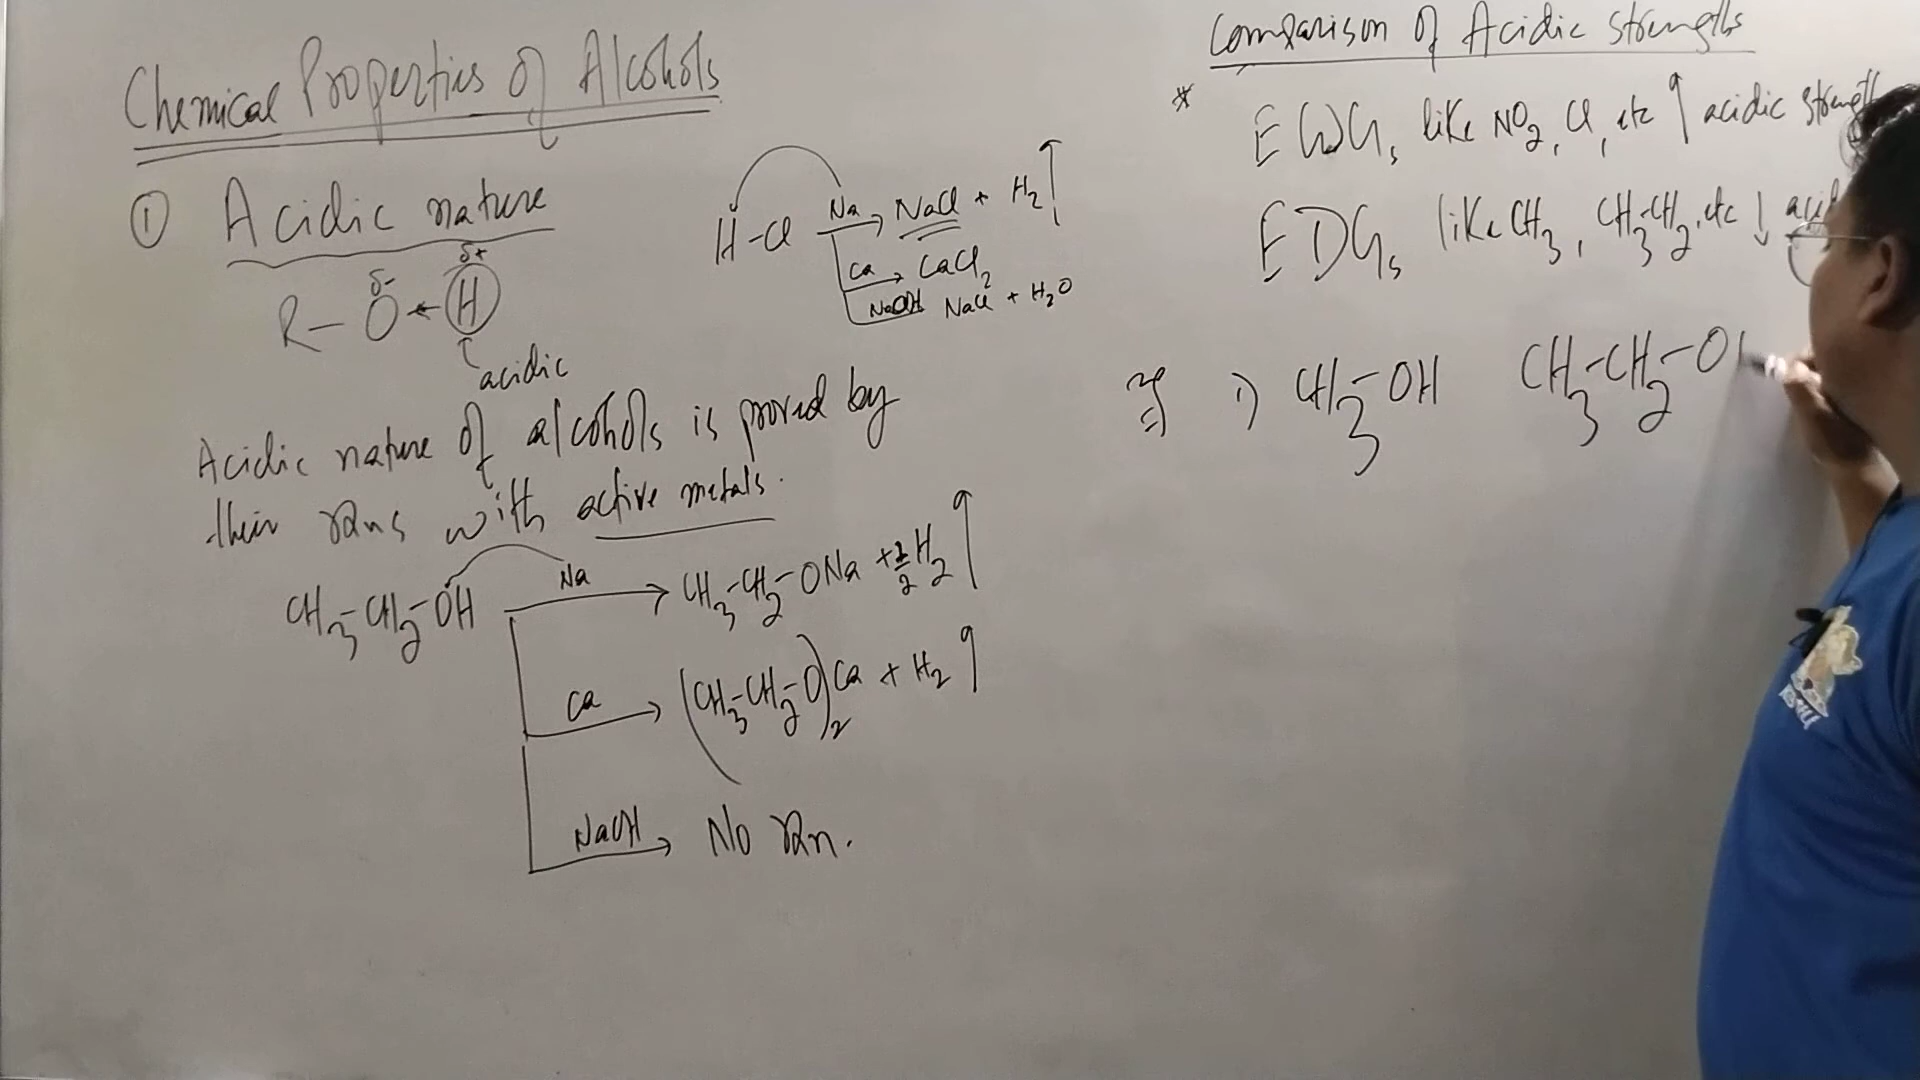 Chemical Properties of Alcohols
① Acidic nature
δ- δ+
R – O ← H
↑ acidic
Acidic nature of alcohols is proved by
their rxns with active metals.
CH3-CH2-OH Na → CH3-CH2-ONa + 1/2 H2 ↑
Ca → (CH3-CH2-O)2 Ca + H2 ↑
NaOH → No rxn.
H-Cl Na → NaCl + H2 ↑
Ca → CaCl2
NaOH NaCl + H2O
Comparison of Acidic Strengths
* EWGs like NO2, Cl, etc ↑ acidic strength
EDGs like CH3, CH3-CH2, etc ↓
1) CH3-OH CH3-CH2-O